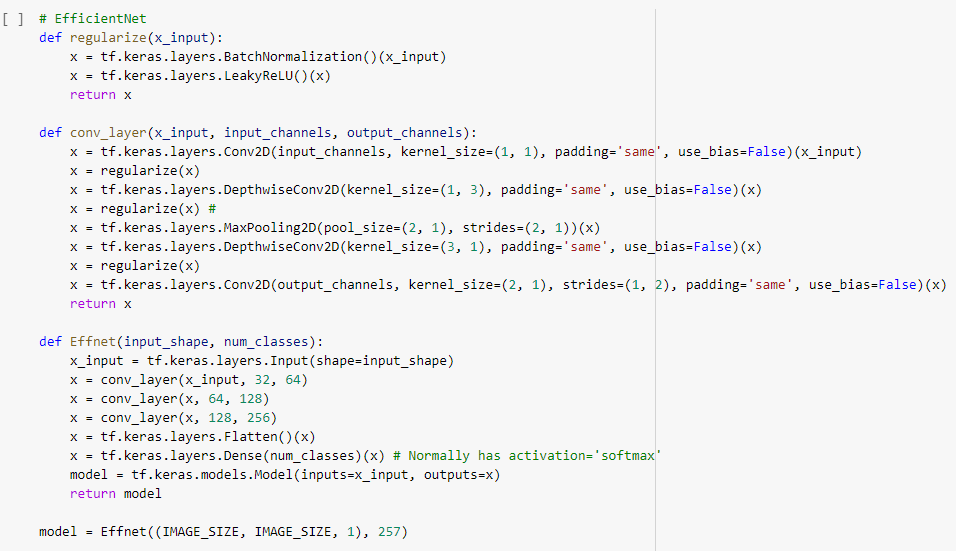 [ ] # EfficientNet
def regularize(x_input):
    x = tf.keras.layers.BatchNormalization()(x_input)
    x = tf.keras.layers.LeakyReLU()(x)
    return x

def conv_layer(x_input, input_channels, output_channels):
    x = tf.keras.layers.Conv2D(input_channels, kernel_size=(1, 1), padding='same', use_bias=False)(x_input)
    x = regularize(x)
    x = tf.keras.layers.DepthwiseConv2D(kernel_size=(1, 3), padding='same', use_bias=False)(x)
    x = regularize(x) #
    x = tf.keras.layers.MaxPooling2D(pool_size=(2, 1), strides=(2, 1))(x)
    x = tf.keras.layers.DepthwiseConv2D(kernel_size=(3, 1), padding='same', use_bias=False)(x)
    x = regularize(x)
    x = tf.keras.layers.Conv2D(output_channels, kernel_size=(2, 1), strides=(1, 2), padding='same', use_bias=False)(x)
    return x

def Effnet(input_shape, num_classes):
    x_input = tf.keras.layers.Input(shape=input_shape)
    x = conv_layer(x_input, 32, 64)
    x = conv_layer(x, 64, 128)
    x = conv_layer(x, 128, 256)
    x = tf.keras.layers.Flatten()(x)
    x = tf.keras.layers.Dense(num_classes)(x) # Normally has activation='softmax'
    model = tf.keras.models.Model(inputs=x_input, outputs=x)
    return model

model = Effnet((IMAGE_SIZE, IMAGE_SIZE, 1), 257)